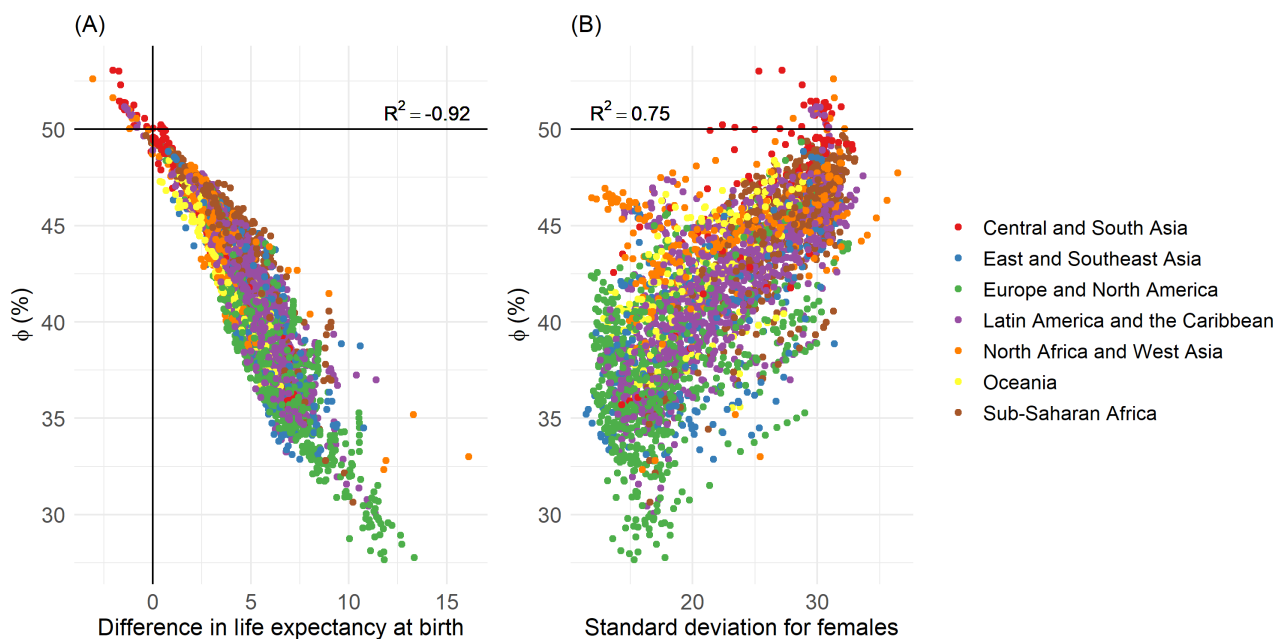 (A)
(B)
R² = -0.92
R² = 0.75
50
45
40
35
30
ϕ (%)
0 5 10 15
Difference in life expectancy at birth
50
45
40
35
30
ϕ (%)
20 30
Standard deviation for females
Central and South Asia
East and Southeast Asia
Europe and North America
Latin America and the Caribbean
North Africa and West Asia
Oceania
Sub-Saharan Africa